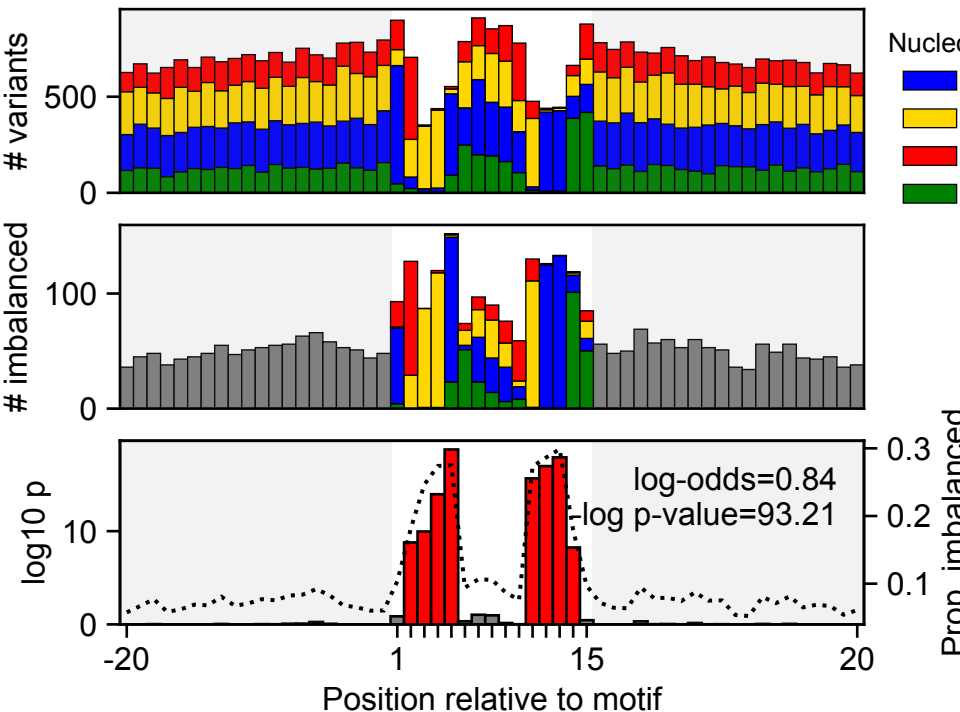 # variants
500
0
Nucleo
# imbalanced
100
0
log10 p
10
0
log-odds=0.84
-log p-value=93.21
0.3
0.2
0.1
Prop. imbalanced
-20
1
15
20
Position relative to motif